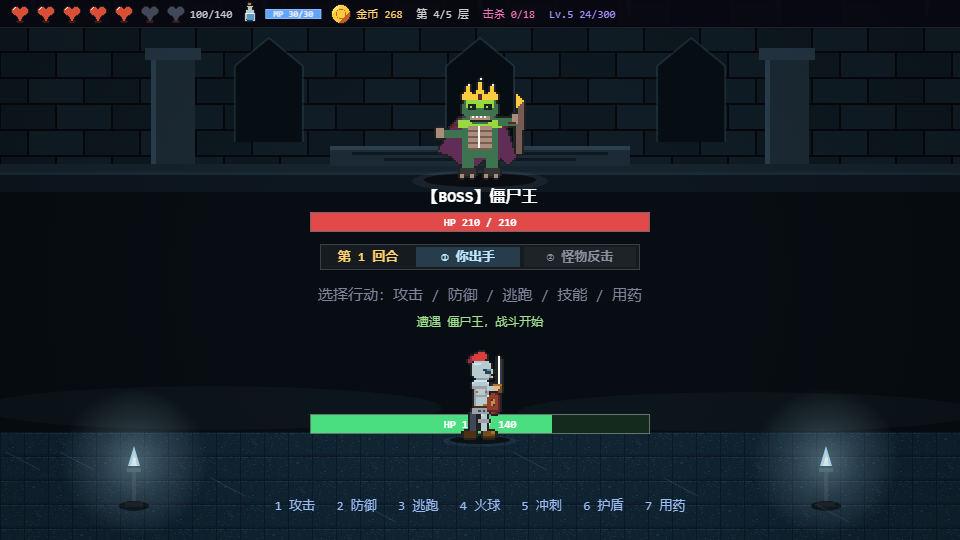 100/140 MP 30/30 金币 268 第 4/5 层 击杀 0/18 Lv.5 24/300
【BOSS】僵尸王
HP 210 / 210
第 1 回合 ① 你出手 ② 怪物反击
选择行动: 攻击 / 防御 / 逃跑 / 技能 / 用药
遭遇 僵尸王, 战斗开始
HP 1 140
1 攻击 2 防御 3 逃跑 4 火球 5 冲刺 6 护盾 7 用药